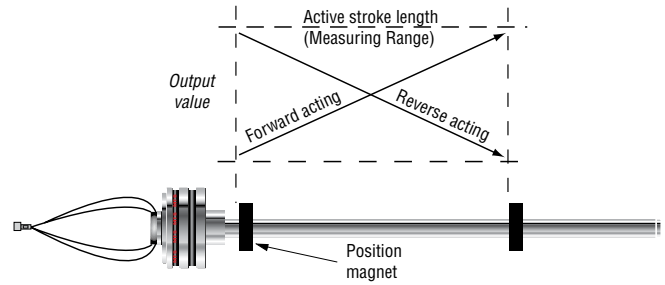 Active stroke length
(Measuring Range)
Output
value
Forward acting
Reverse acting
Position
magnet